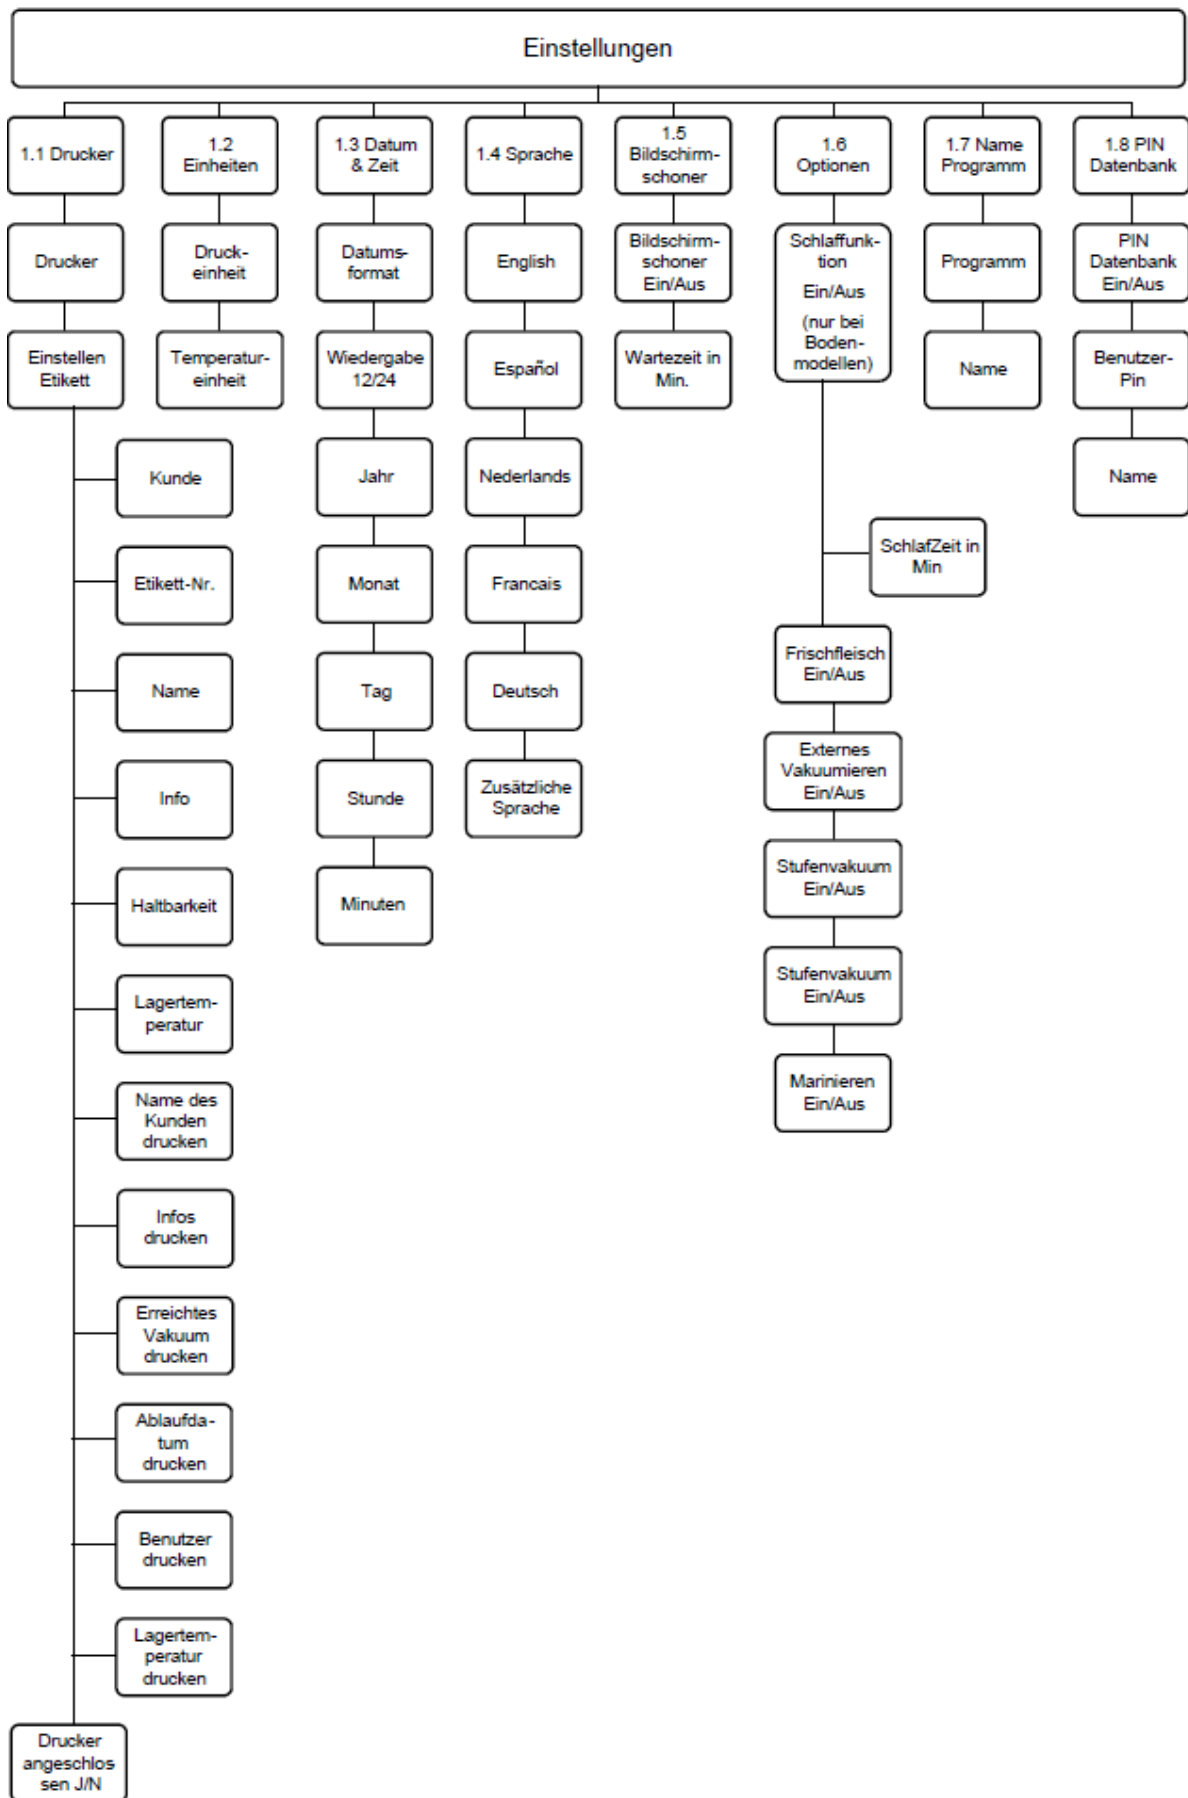 Einstellungen
1.1 Drucker
1.2
Einheiten
1.3 Datum
& Zeit
1.4 Sprache
1.5
Bildschirm-
schoner
1.6
Optionen
1.7 Name
Programm
1.8 PIN
Datenbank
Drucker
Druck-
einheit
Datums-
format
English
Bildschirm-
schoner
Ein/Aus
Schlaffunk-
tion
Ein/Aus
(nur bei
Boden-
modellen)
Programm
PIN
Datenbank
Ein/Aus
Einstellen
Etikett
Temperatur-
einheit
Wiedergabe
12/24
Español
Wartezeit in
Min.
Name
Benutzer-
Pin
Kunde
Jahr
Nederlands
Name
Etikett-Nr.
Monat
Francais
SchlafZeit in
Min
Name
Tag
Deutsch
Frischfleisch
Ein/Aus
Info
Stunde
Zusätzliche
Sprache
Externes
Vakuumieren
Ein/Aus
Haltbarkeit
Minuten
Stufenvakuum
Ein/Aus
Lagertem-
peratur
Stufenvakuum
Ein/Aus
Name des
Kunden
drucken
Marinieren
Ein/Aus
Infos
drucken
Erreichtes
Vakuum
drucken
Ablaufda-
tum
drucken
Benutzer
drucken
Lagertem-
peratur
drucken
Drucker
angeschlos
sen J/N